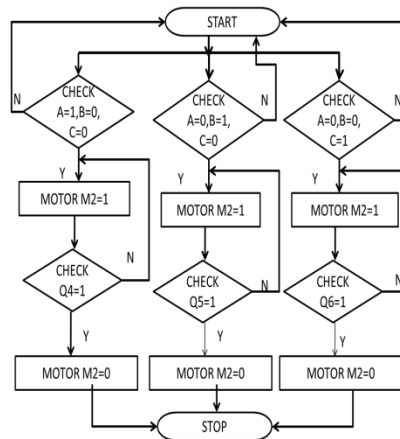 START
CHECK
A=1,B=0,
C=0
N
CHECK
A=0,B=1,
C=0
N
CHECK
A=0,B=0,
C=1
N
Y
Y
Y
MOTOR M2=1
MOTOR M2=1
MOTOR M2=1
CHECK
Q4=1
N
CHECK
Q5=1
N
CHECK
Q6=1
N
Y
Y
Y
MOTOR M2=0
MOTOR M2=0
MOTOR M2=0
STOP